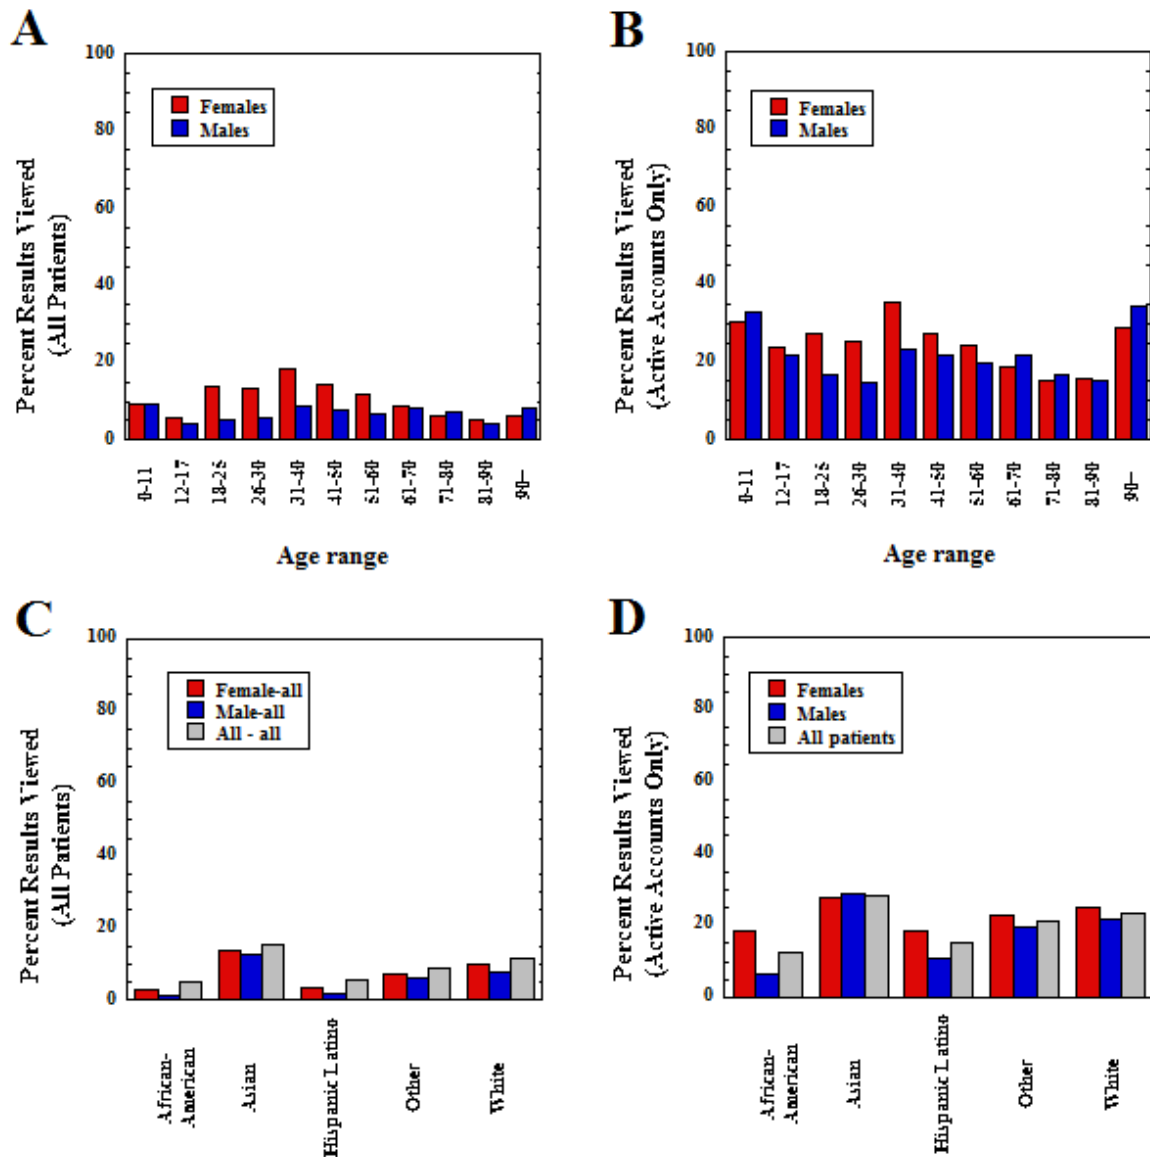 A
Percent Results Viewed
(All Patients)
100
80
60
40
20
0
Females
Males
0-11
12-17
18-25
26-30
31-40
41-50
51-60
61-70
71-80
81-90
90--
Age range
B
Percent Results Viewed
(Active Accounts Only)
100
80
60
40
20
0
Females
Males
0-11
12-17
18-25
26-30
31-40
41-50
51-60
61-70
71-80
81-90
90--
Age range
C
Percent Results Viewed
(All Patients)
100
80
60
40
20
0
Female-all
Male-all
All - all
African-
American
Asian
Hispanic Latino
Other
White
D
Percent Results Viewed
(Active Accounts Only)
100
80
60
40
20
0
Females
Males
All patients
African-
American
Asian
Hispanic Latino
Other
White